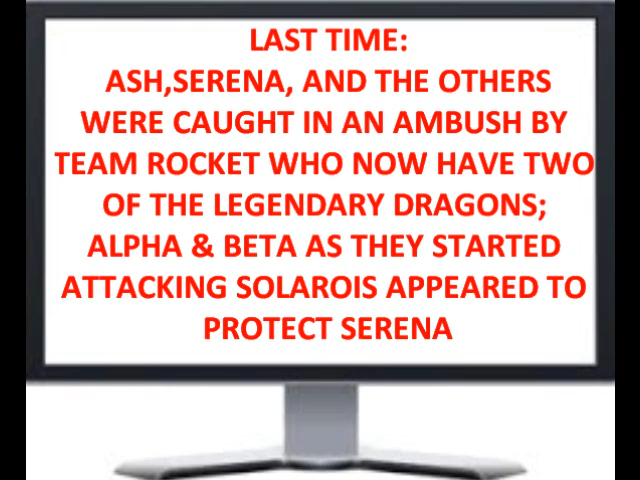 LAST TIME:
ASH,SERENA, AND THE OTHERS
WERE CAUGHT IN AN AMBUSH BY
TEAM ROCKET WHO NOW HAVE TWO
OF THE LEGENDARY DRAGONS;
ALPHA & BETA AS THEY STARTED
ATTACKING SOLAROIS APPEARED TO
PROTECT SERENA